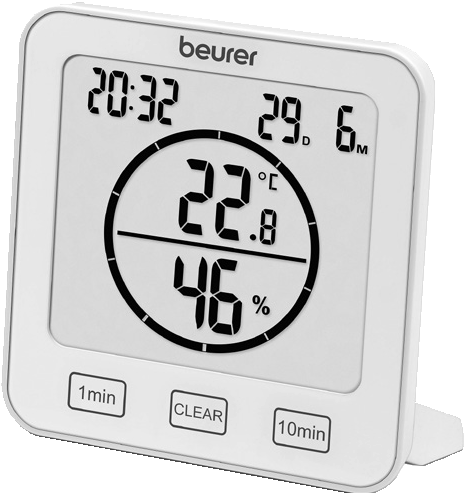 beurer
20:32 29D 6M
22.8 °C
46 %
1min CLEAR 10min